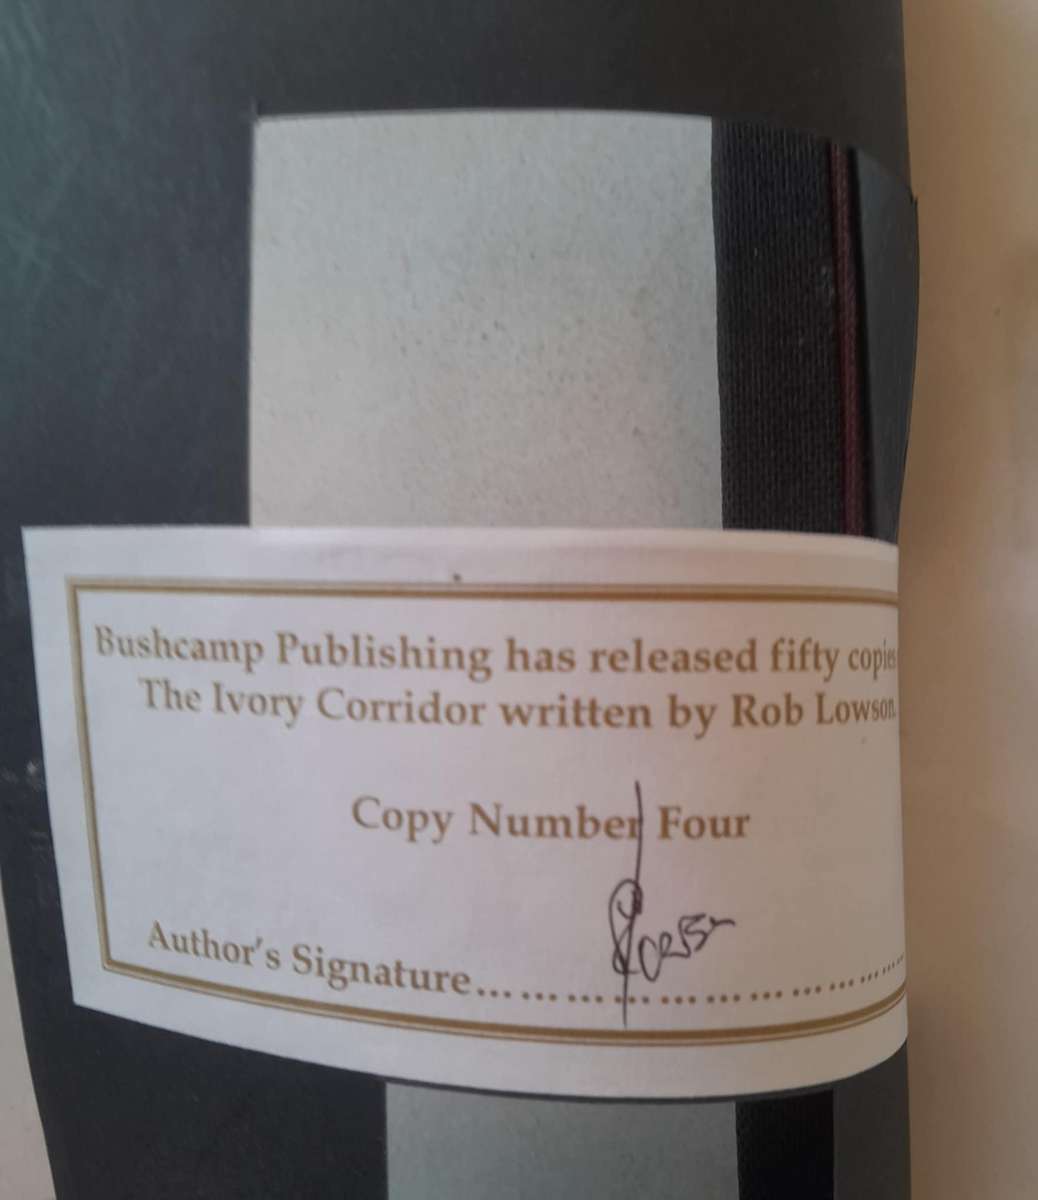 Bushcamp Publishing has released fifty copies
The Ivory Corridor written by Rob Lowson.
Copy Number Four
Author's Signature....................